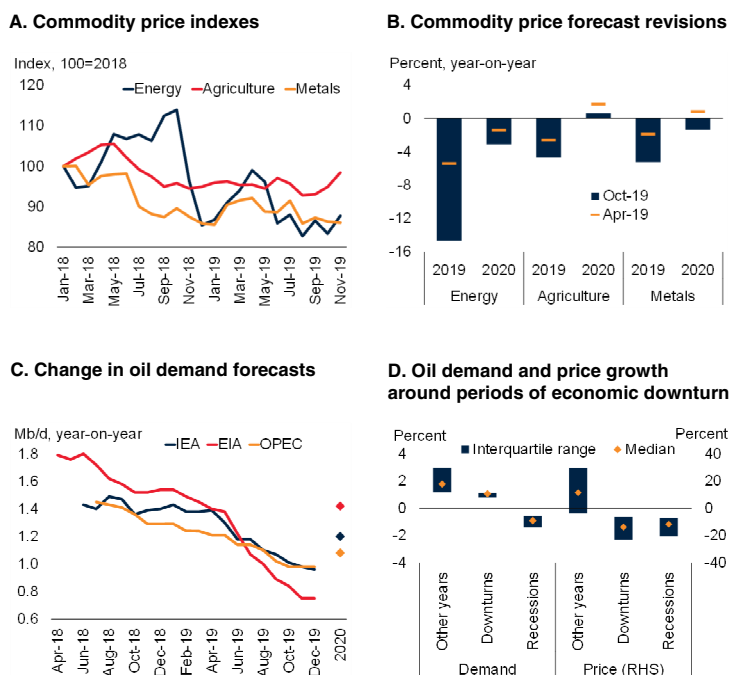 A. Commodity price indexes
Index, 100=2018
Energy Agriculture Metals
120
110
100
90
80
Jan-18
Mar-18
May-18
Jul-18
Sep-18
Nov-18
Jan-19
Mar-19
May-19
Jul-19
Sep-19
Nov-19
B. Commodity price forecast revisions
Percent, year-on-year
4
0
-4
-8
-12
-16
Oct-19
Apr-19
2019 2020 2019 2020 2019 2020
Energy Agriculture Metals
C. Change in oil demand forecasts
Mb/d, year-on-year
IEA EIA OPEC
1.8
1.6
1.4
1.2
1.0
0.8
0.6
Apr-18
Jun-18
Aug-18
Oct-18
Dec-18
Feb-19
Apr-19
Jun-19
Aug-19
Oct-19
Dec-19
2020
D. Oil demand and price growth
around periods of economic downturn
Percent Percent
Interquartile range Median
4 40
2 20
0 0
-2 -20
-4 -40
Other years
Downturns
Recessions
Other years
Downturns
Recessions
Demand Price (RHS)